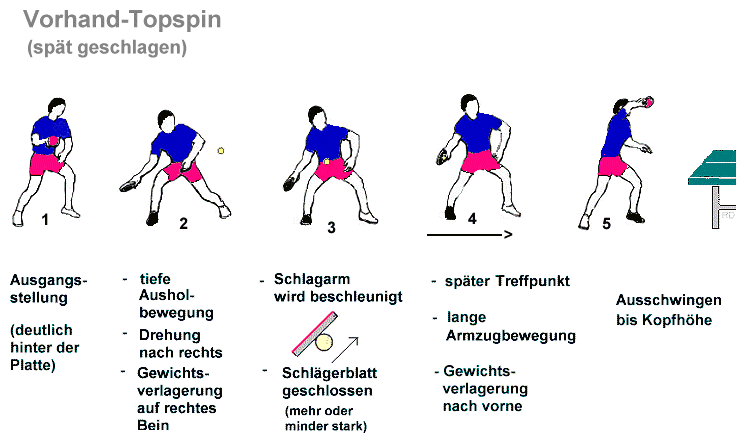 Vorhand-Topspin
(spät geschlagen)
1
2
3
4
5
Ausgangs-
stellung
(deutlich
hinter der
Platte)
- tiefe
Aushol-
bewegung
- Drehung
nach rechts
- Gewichts-
verlagerung
auf rechtes
Bein
- Schlagarm
wird beschleunigt
- Schlägerblatt
geschlossen
(mehr oder
minder stark)
- später Treffpunkt
- lange
Armzugbewegung
- Gewichts-
verlagerung
nach vorne
Ausschwingen
bis Kopfhöhe